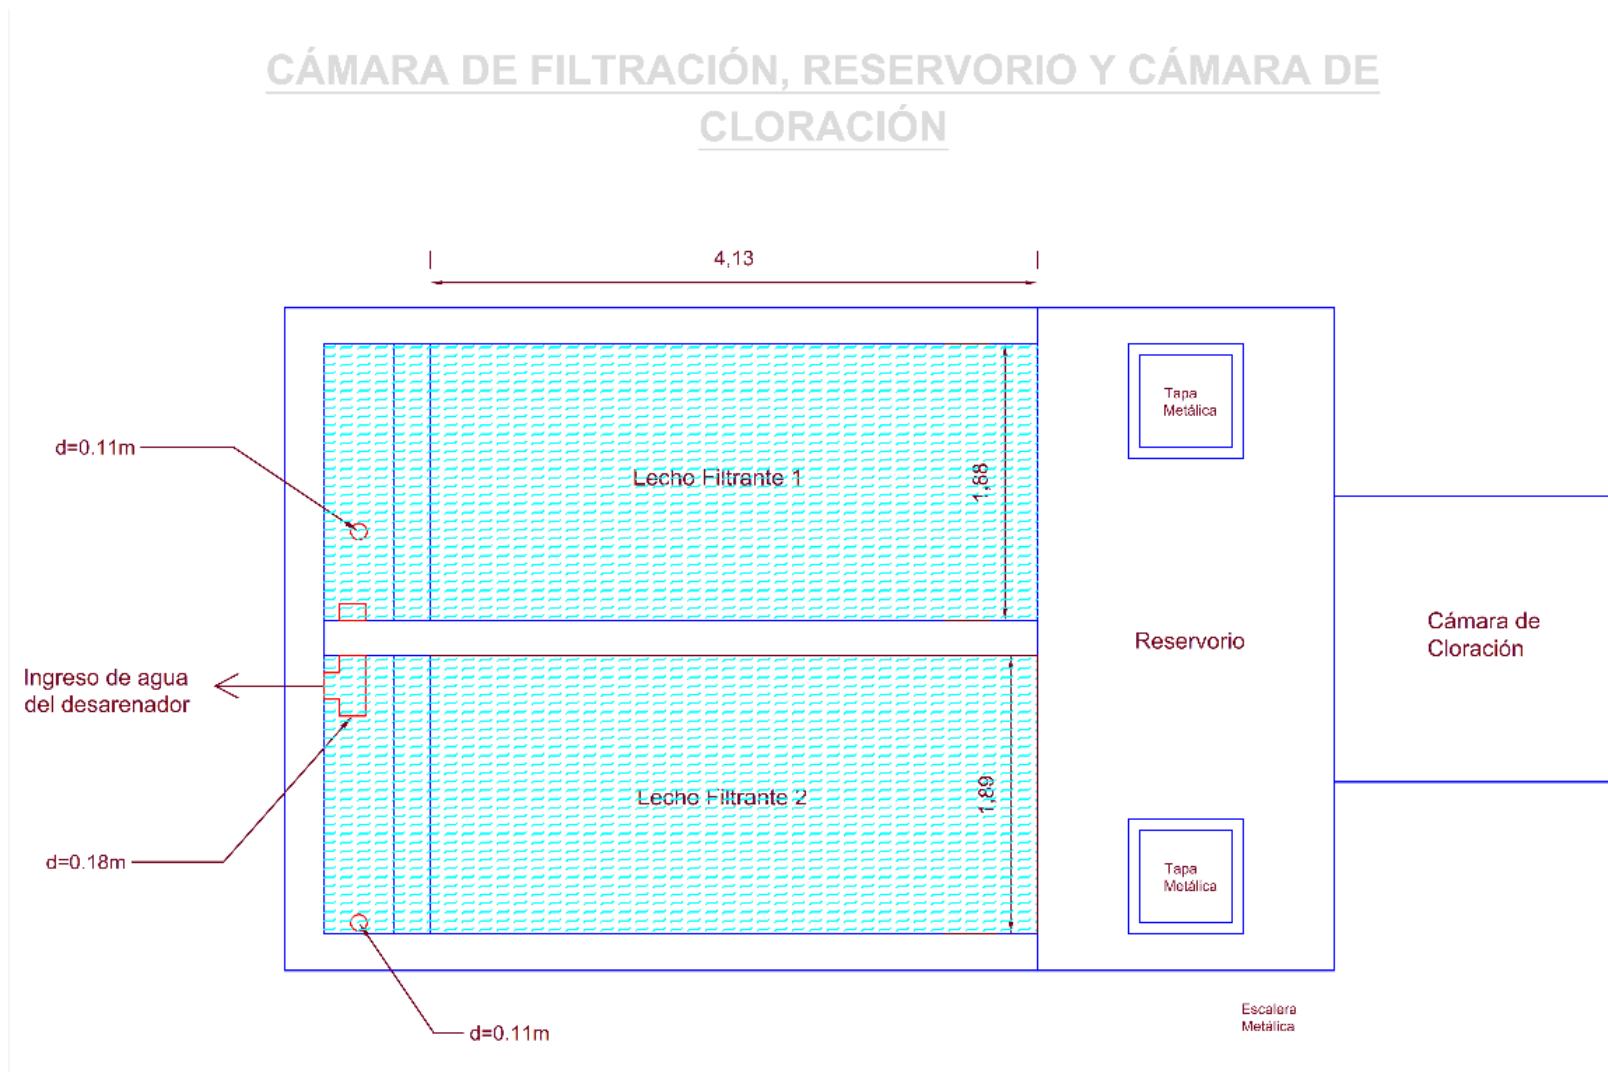 CÁMARA DE FILTRACIÓN, RESERVORIO Y CÁMARA DE
CLORACIÓN
4,13
Tapa
Metálica
d=0.11m
Lecho Filtrante 1
1,88
Ingreso de agua
del desarenador
Reservorio
Cámara de
Cloración
Lecho Filtrante 2
1,89
d=0.18m
Tapa
Metálica
d=0.11m
Escalera
Metálica